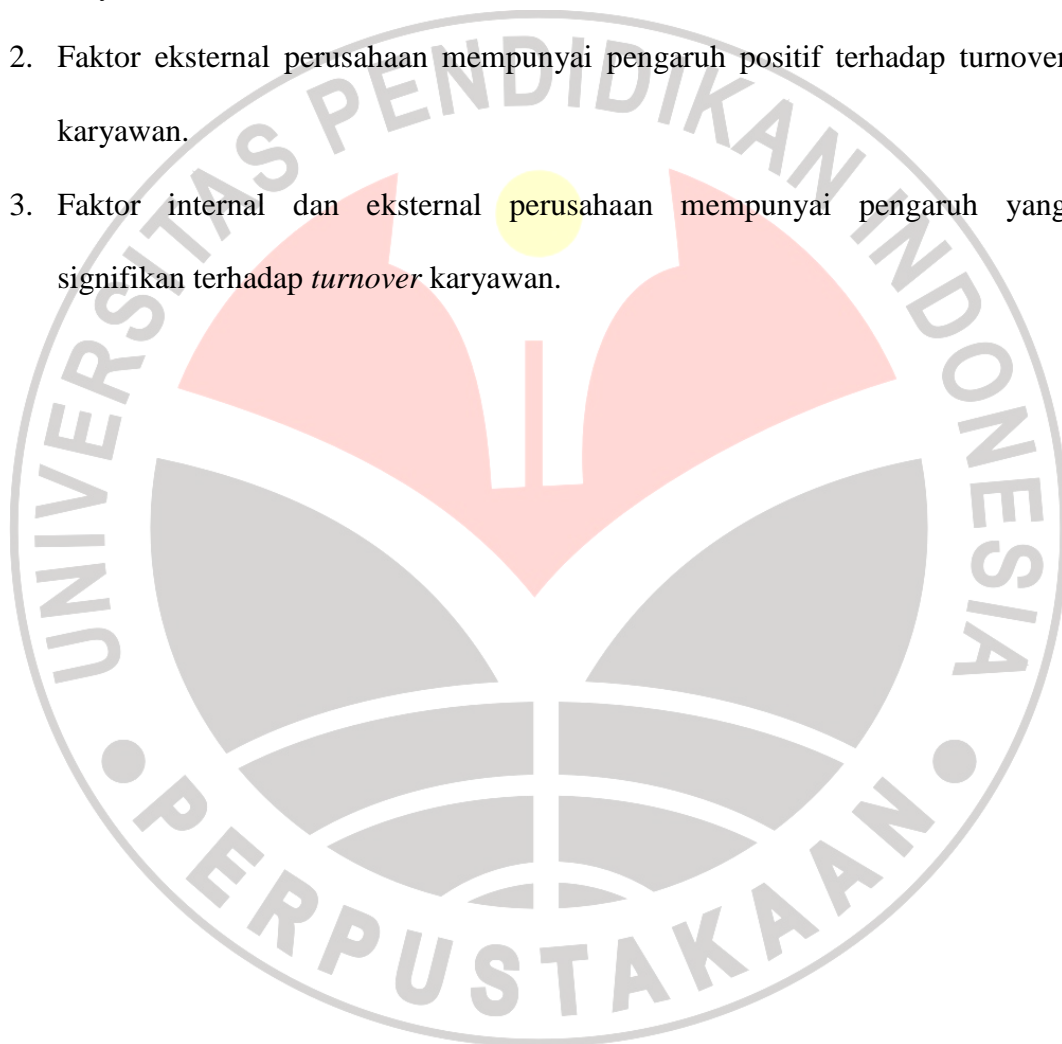 2. Faktor eksternal perusahaan mempunyai pengaruh positif terhadap turnover
karyawan.
3. Faktor internal dan eksternal perusahaan mempunyai pengaruh yang
signifikan terhadap turnover karyawan.
UNIVERSITAS PENDIDIKAN INDONESIA
PERPUSTAKAAN